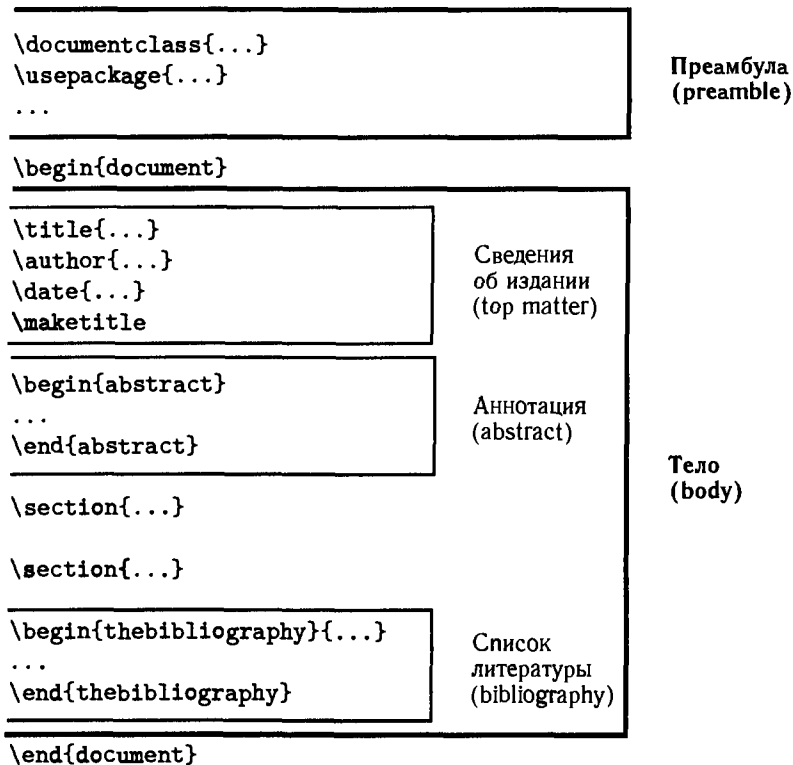 \documentclass{...}
\usepackage{...}
...
Преамбула
(preamble)
\begin{document}
\title{...}
\author{...}
\date{...}
\maketitle
Сведения
об издании
(top matter)
\begin{abstract}
...
\end{abstract}
Аннотация
(abstract)
Тело
(body)
\section{...}
\section{...}
\begin{thebibliography}{...}
...
\end{thebibliography}
Список
литературы
(bibliography)
\end{document}